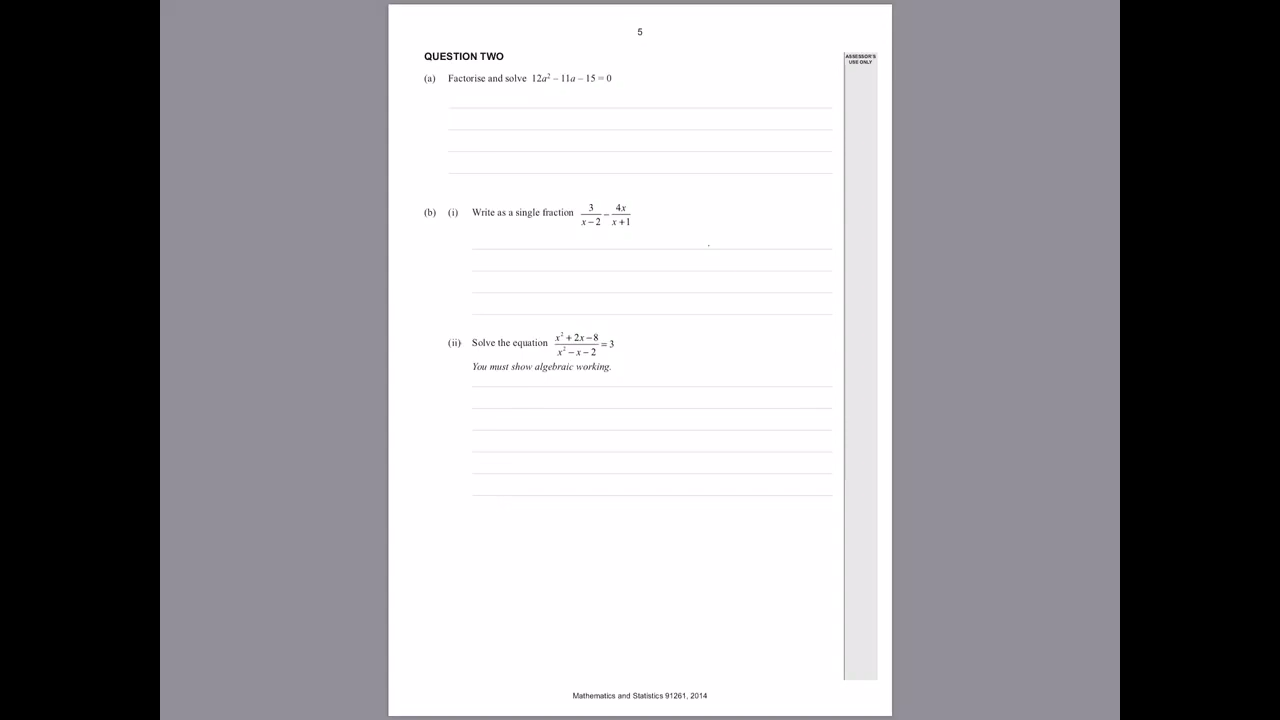 5
QUESTION TWO
ASSESSOR'S
USE ONLY
(a) Factorise and solve 12a² – 11a – 15 = 0
(b) (i) Write as a single fraction 3/(x – 2) – 4x/(x + 1)
(ii) Solve the equation (x² + 2x – 8)/(x² – x – 2) = 3
You must show algebraic working.
Mathematics and Statistics 91261, 2014